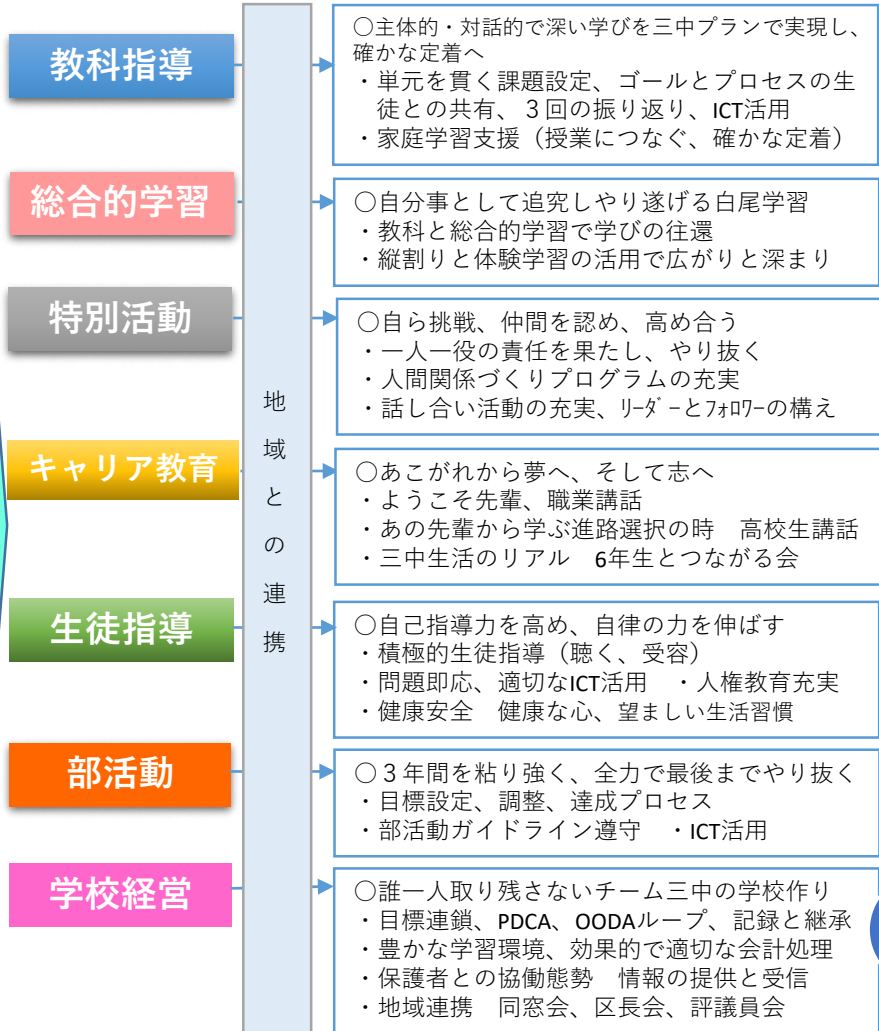 教科指導
○主体的・対話的で深い学びを三中プランで実現し、
確かな定着へ
・単元を貫く課題設定、ゴールとプロセスの生
徒との共有、３回の振り返り、ICT活用
・家庭学習支援（授業につなぐ、確かな定着）
総合的学習
○自分事として追究しやり遂げる白尾学習
・教科と総合的学習で学びの往還
・縦割りと体験学習の活用で広がりと深まり
特別活動
○自ら挑戦、仲間を認め、高め合う
・一人一役の責任を果たし、やり抜く
・人間関係づくりプログラムの充実
・話し合い活動の充実、ﾘｰﾀﾞｰとﾌｫﾛﾜｰの構え
地域との連携
キャリア教育
○あこがれから夢へ、そして志へ
・ようこそ先輩、職業講話
・あの先輩から学ぶ進路選択の時　高校生講話
・三中生活のリアル　6年生とつながる会
生徒指導
○自己指導力を高め、自律の力を伸ばす
・積極的生徒指導（聴く、受容）
・問題即応、適切なICT活用　・人権教育充実
・健康安全　健康な心、望ましい生活習慣
部活動
○３年間を粘り強く、全力で最後までやり抜く
・目標設定、調整、達成プロセス
・部活動ガイドライン遵守　・ICT活用
学校経営
○誰一人取り残さないチーム三中の学校作り
・目標連鎖、PDCA、OODAループ、記録と継承
・豊かな学習環境、効果的で適切な会計処理
・保護者との協働態勢　情報の提供と受信
・地域連携　同窓会、区長会、評議員会